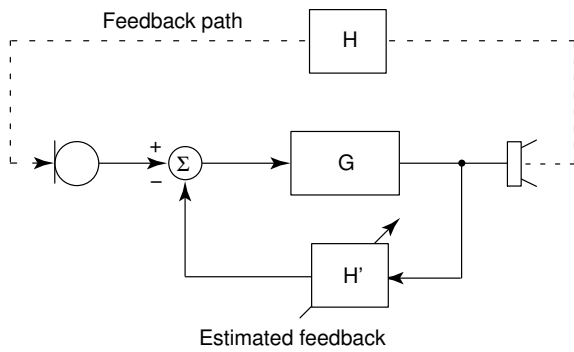 Feedback path
H
+
−
Σ
G
H'
Estimated feedback